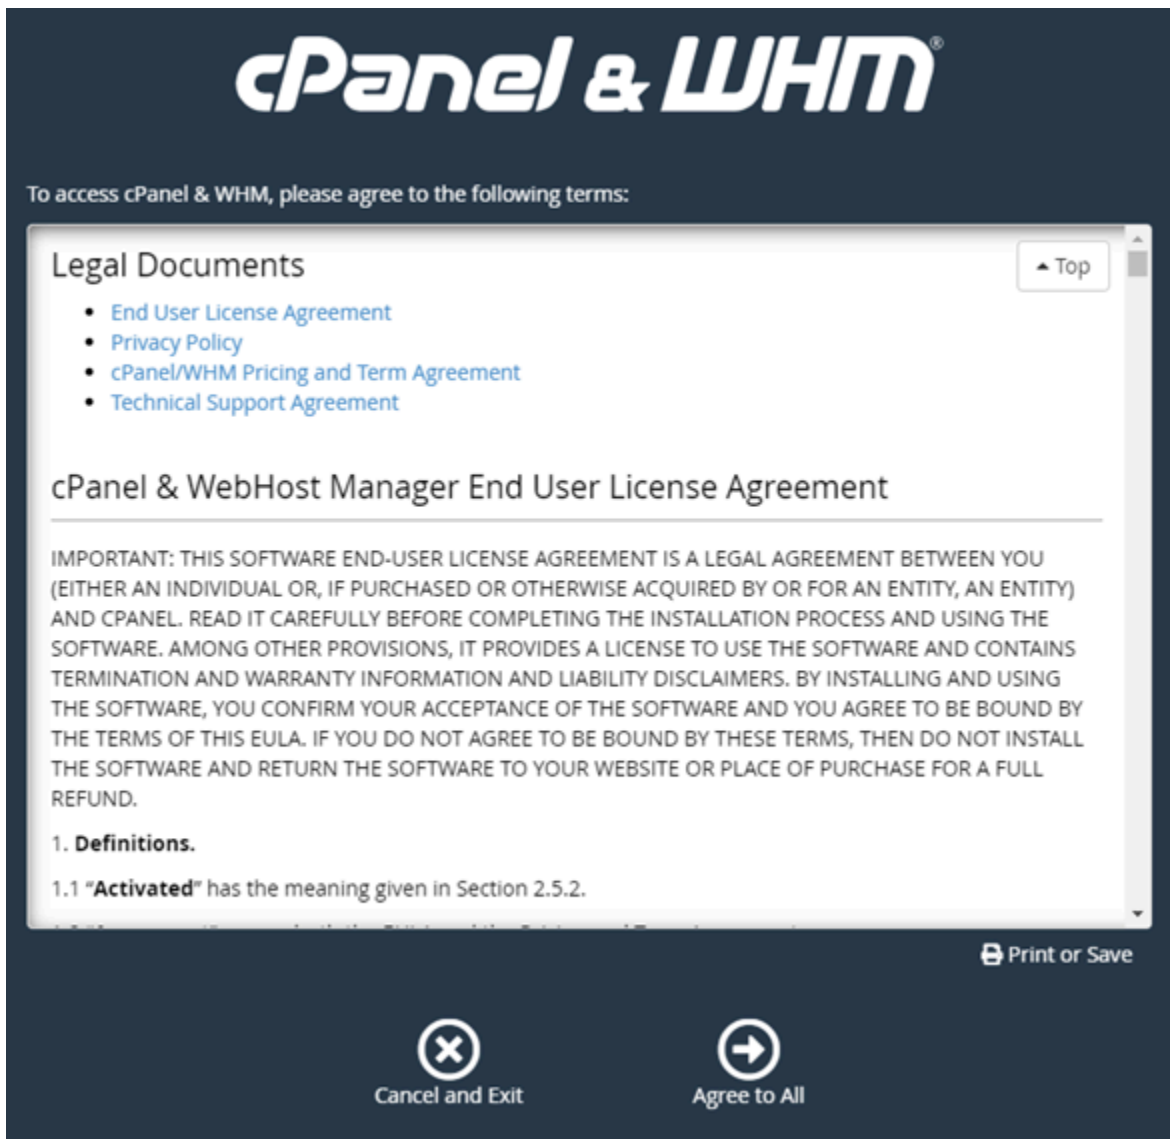 cPanel & WHM®
To access cPanel & WHM, please agree to the following terms:
Legal Documents
Top
End User License Agreement
Privacy Policy
cPanel/WHM Pricing and Term Agreement
Technical Support Agreement
cPanel & WebHost Manager End User License Agreement
IMPORTANT: THIS SOFTWARE END-USER LICENSE AGREEMENT IS A LEGAL AGREEMENT BETWEEN YOU
(EITHER AN INDIVIDUAL OR, IF PURCHASED OR OTHERWISE ACQUIRED BY OR FOR AN ENTITY, AN ENTITY)
AND CPANEL. READ IT CAREFULLY BEFORE COMPLETING THE INSTALLATION PROCESS AND USING THE
SOFTWARE. AMONG OTHER PROVISIONS, IT PROVIDES A LICENSE TO USE THE SOFTWARE AND CONTAINS
TERMINATION AND WARRANTY INFORMATION AND LIABILITY DISCLAIMERS. BY INSTALLING AND USING
THE SOFTWARE, YOU CONFIRM YOUR ACCEPTANCE OF THE SOFTWARE AND YOU AGREE TO BE BOUND BY
THE TERMS OF THIS EULA. IF YOU DO NOT AGREE TO BE BOUND BY THESE TERMS, THEN DO NOT INSTALL
THE SOFTWARE AND RETURN THE SOFTWARE TO YOUR WEBSITE OR PLACE OF PURCHASE FOR A FULL
REFUND.
1. Definitions.
1.1 “Activated” has the meaning given in Section 2.5.2.
Print or Save
Cancel and Exit
Agree to All